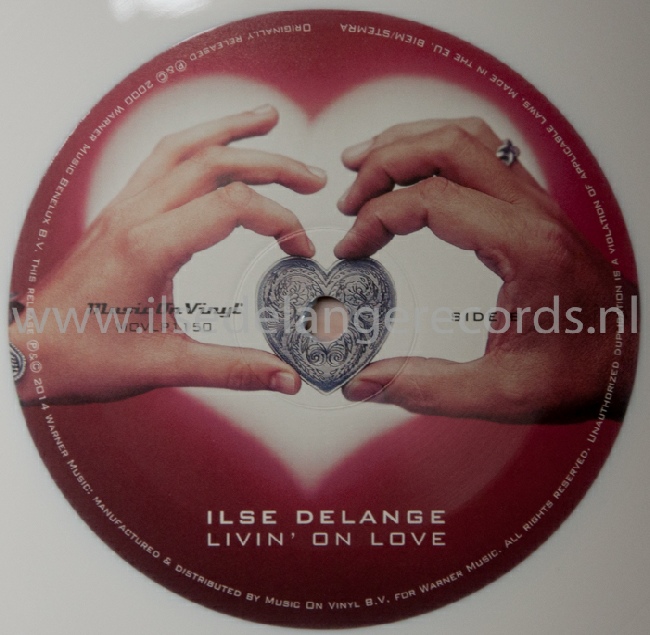 Originally released ℗&© 2000 Warner Music Benelux B.V. This release ℗&© 2014 Warner Music; manufactured & distributed by Music On Vinyl B.V. for Warner Music. All rights reserved. Unauthorized duplication is a violation of applicable laws. Made in the EU. BIEM/STEMRA
Music On Vinyl
SIDE
www.ilsedelangerecords.nl
ILSE DELANGE
LIVIN' ON LOVE